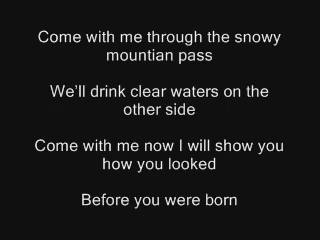 Come with me through the snowy
mountian pass
We'll drink clear waters on the
other side
Come with me now I will show you
how you looked
Before you were born